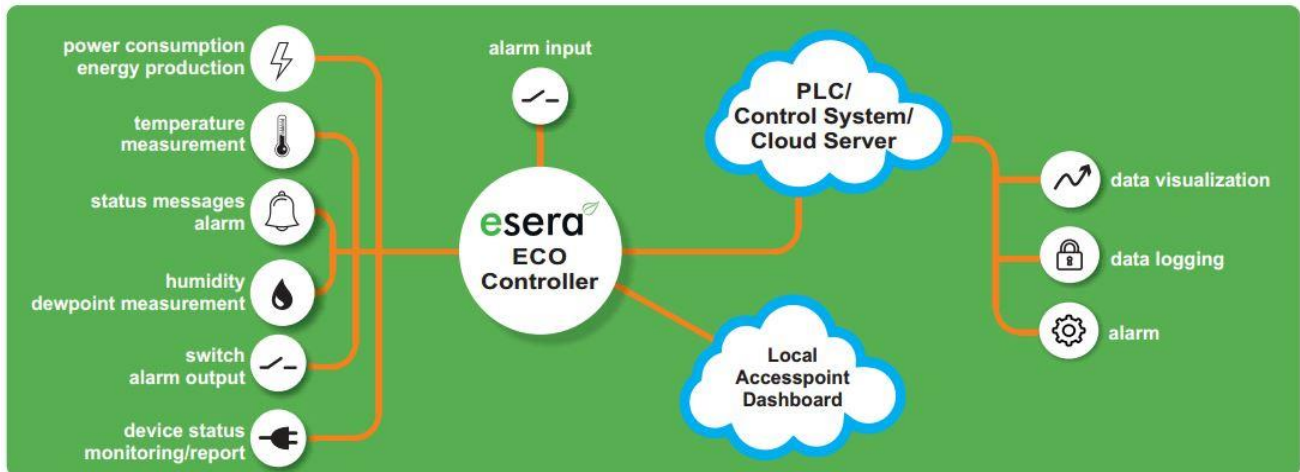 power consumption
energy production
temperature
measurement
status messages
alarm
humidity
dewpoint measurement
switch
alarm output
device status
monitoring/report
alarm input
esera
ECO
Controller
PLC/
Control System/
Cloud Server
Local
Accesspoint
Dashboard
data visualization
data logging
alarm